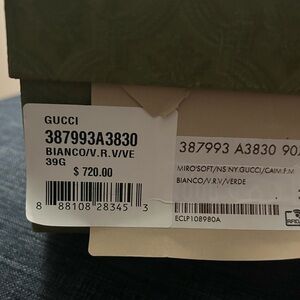 GUCCI
387993A3830
BIANCO/V.R.V/VE
39G
$ 720.00
8 88108 28345 3
387993 A3830 90
MIRO'SOFT/NS NY.GUCCI/CAIM.F.M
BIANCO/V.R.V/VERDE
ECLP108980A